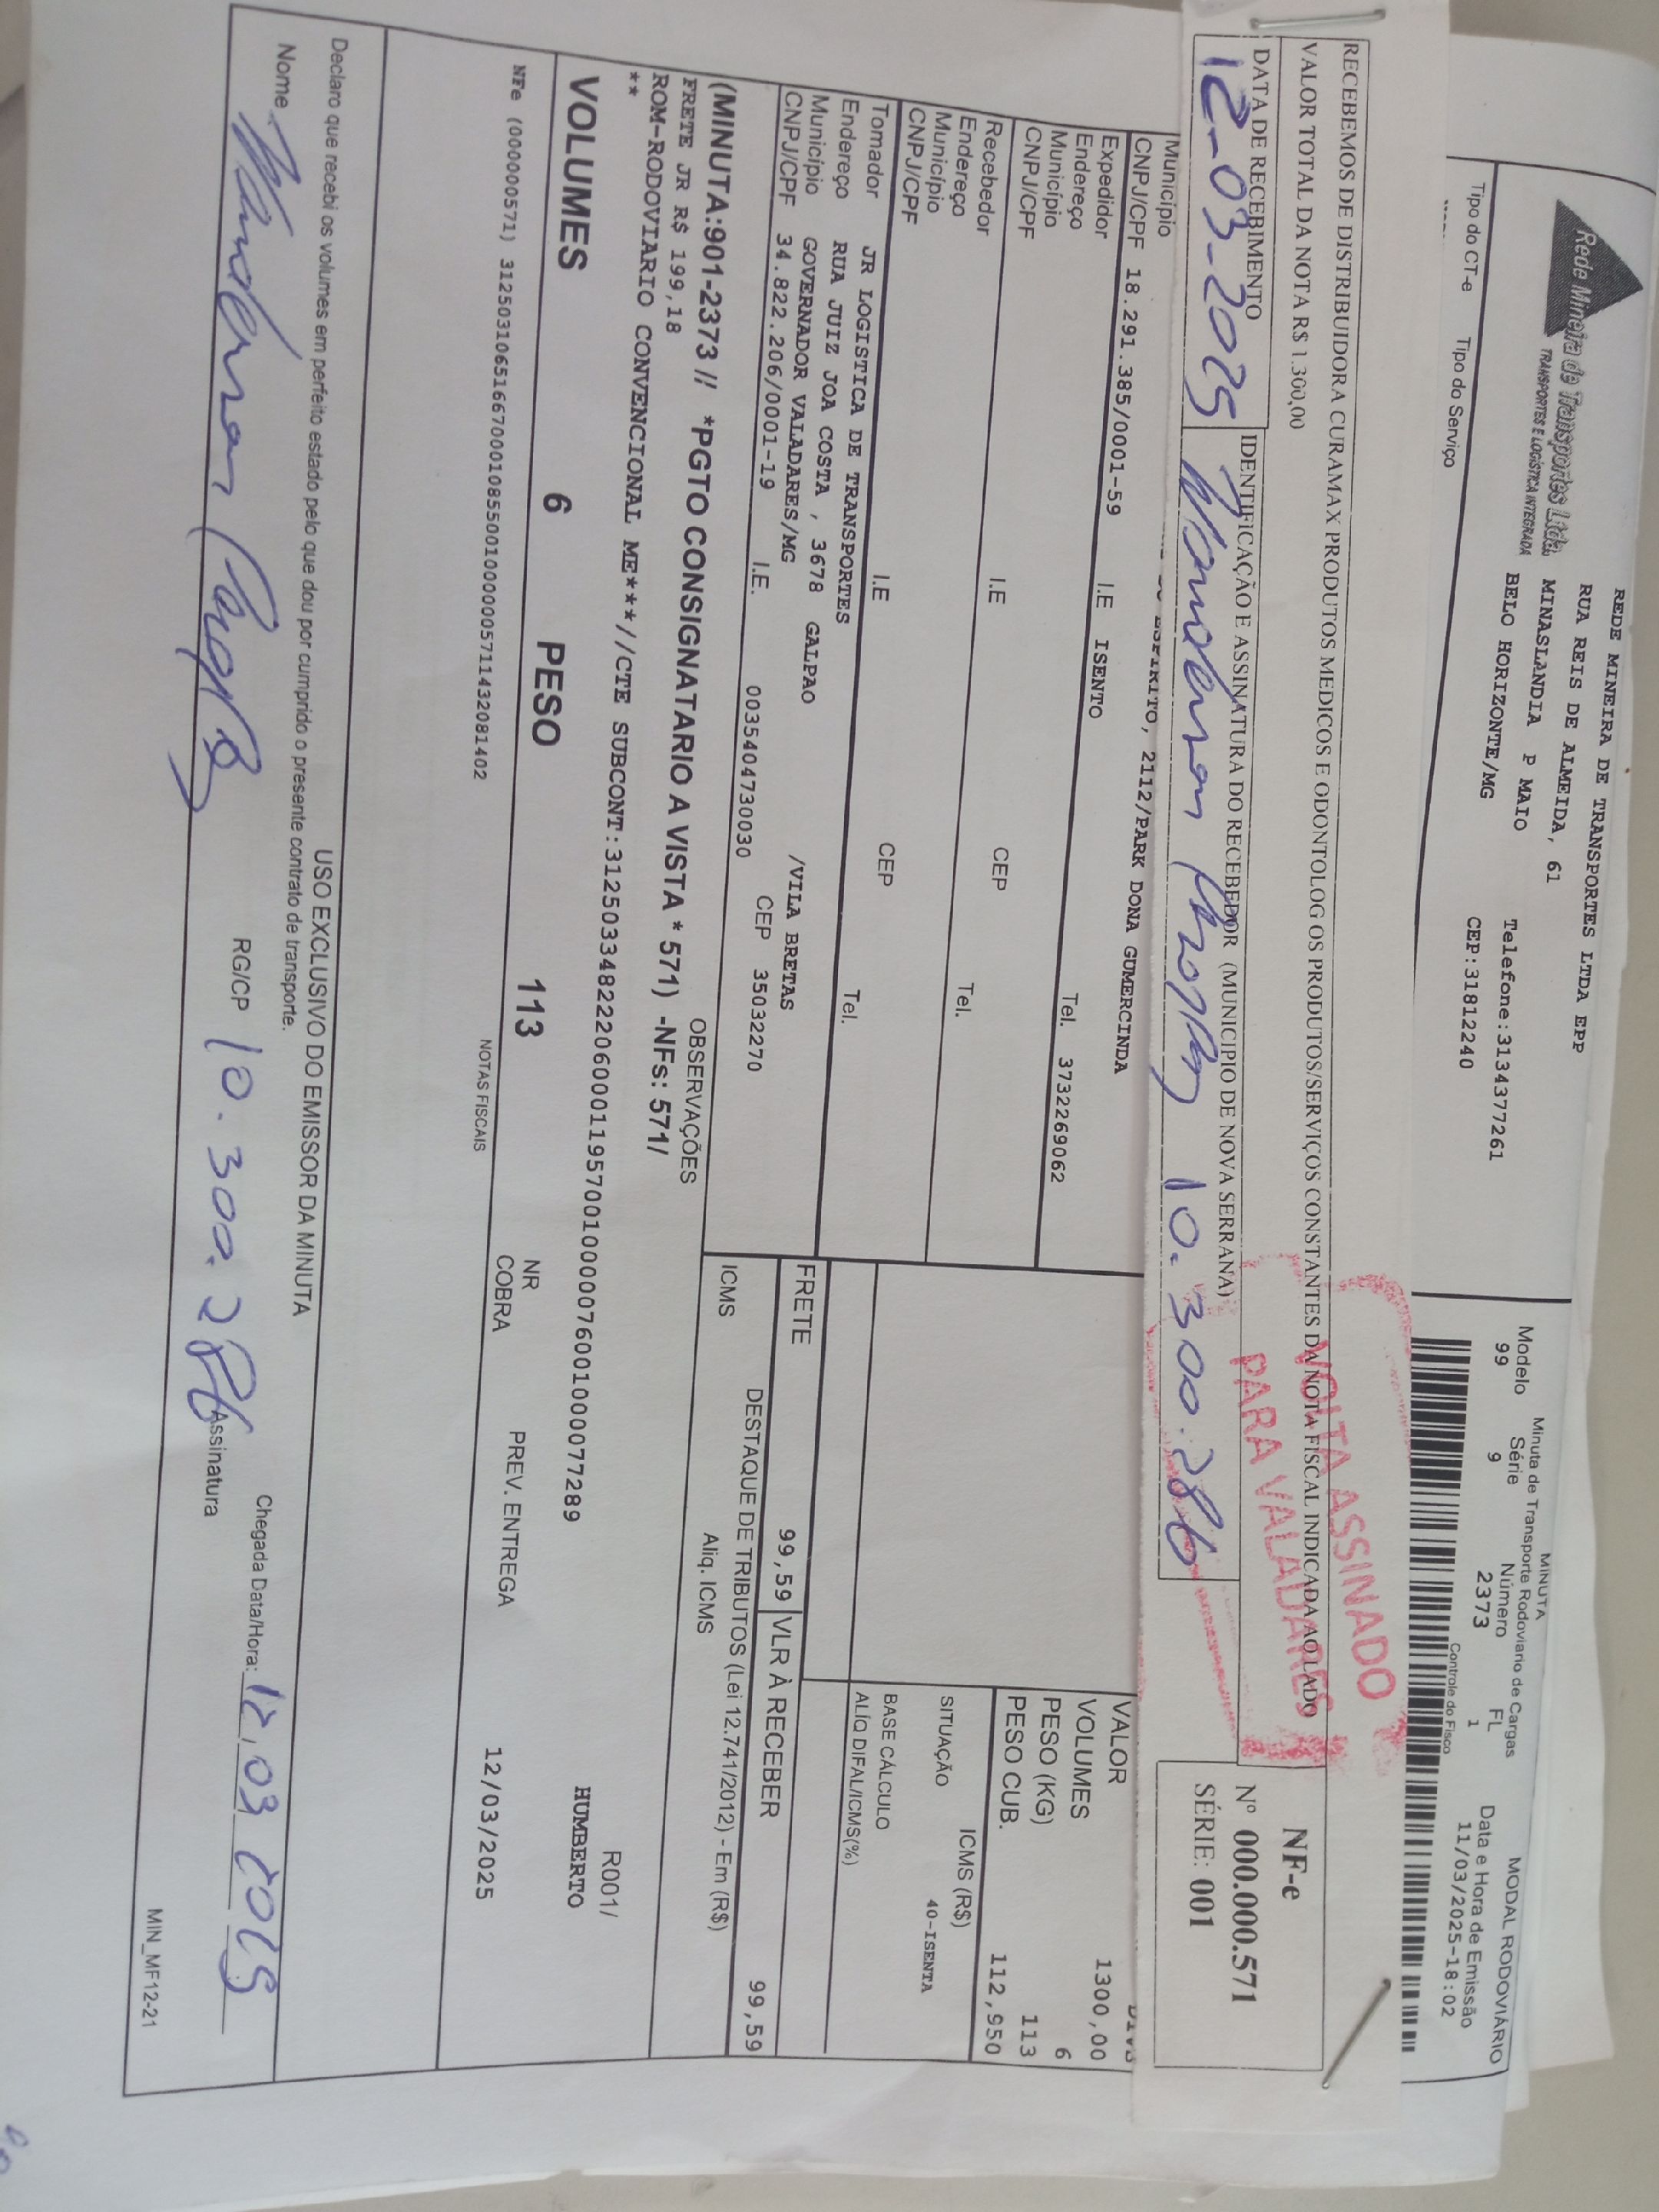 Rede Mineira de Transportes Ltda.
TRANSPORTES E LOGÍSTICA INTEGRADA
REDE MINEIRA DE TRANSPORTES LTDA EPP
RUA REIS DE ALMEIDA, 61
MINASLANDIA P MAIO
BELO HORIZONTE/MG
Telefone:3134377261
CEP:31812240
MINUTA
Minuta de Transporte Rodoviario de Cargas
MODAL RODOVIÁRIO
Modelo Série Número FL Data e Hora de Emissão
99 9 2373 1 11/03/2025-18:02
Controle do Fisco
Tipo do CT-e Tipo do Serviço
RECEBEMOS DE DISTRIBUIDORA CURAMAX PRODUTOS MEDICOS E ODONTOLOG OS PRODUTOS/SERVIÇOS CONSTANTES DA NOTA FISCAL INDICADA AO LADO
VALOR TOTAL DA NOTA R$ 1.300,00
VOLTA ASSINADO
PARA VALADARES
NF-e
Nº 000.000.571
SÉRIE: 001
DATA DE RECEBIMENTO IDENTIFICAÇÃO E ASSINATURA DO RECEBEDOR (MUNICIPIO DE NOVA SERRANA)
12-03-2025 10.300.286
Município ESPIRITO, 2112/PARK DONA GUMERCINDA
CNPJ/CPF 18.291.385/0001-59 I.E ISENTO Tel. 3732269062
Expedidor
Endereço
Município
CNPJ/CPF I.E CEP Tel.
Recebedor
Endereço
Município
CNPJ/CPF I.E CEP Tel.
VALOR 1300,00
VOLUMES 6
PESO (KG) 113
PESO CUB. 112,950
ICMS (R$)
SITUAÇÃO 40-ISENTA
BASE CÁLCULO
ALÍQ DIFAL/ICMS(%)
Tomador JR LOGISTICA DE TRANSPORTES
Endereço RUA JUIZ JOA COSTA , 3678 GALPAO /VILA BRETAS
Município GOVERNADOR VALADARES/MG
CNPJ/CPF 34.822.206/0001-19 I.E. 0035404730030 CEP 35032270
FRETE 99,59 VLR À RECEBER 99,59
DESTAQUE DE TRIBUTOS (Lei 12.741/2012) - Em (R$)
ICMS Aliq. ICMS
OBSERVAÇÕES
(MINUTA:901-2373 // *PGTO CONSIGNATARIO A VISTA * 571) -NFs: 571/
FRETE JR R$ 199,18
ROM-RODOVIARIO CONVENCIONAL ME***//CTE SUBCONT:31250334822206000119570010000076001000077289
**
R001/
HUMBERTO
VOLUMES 6 PESO 113
NR
COBRA
PREV. ENTREGA 12/03/2025
NOTAS FISCAIS
NFe (000000571) 31250310651667000108550010000005711432081402
USO EXCLUSIVO DO EMISSOR DA MINUTA
Declaro que recebi os volumes em perfeito estado pelo que dou por cumprido o presente contrato de transporte.
Nome RG/CP 10.300.286 Assinatura Chegada Data/Hora: 12.03 2025
MIN_MF12-21